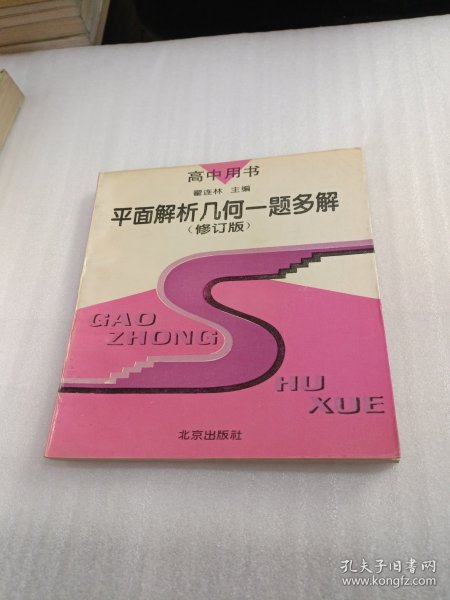 高中用书
翟连林 主编
平面解析几何一题多解
(修订版)
GAO
ZHONG
SHU
XUE
北京出版社
孔夫子旧书网
www.kongfz.com